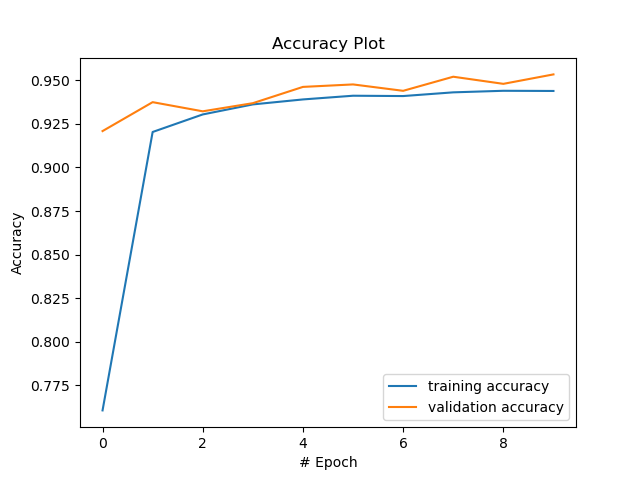 Accuracy Plot
Accuracy
0.950
0.925
0.900
0.875
0.850
0.825
0.800
0.775
training accuracy
validation accuracy
0 2 4 6 8
# Epoch